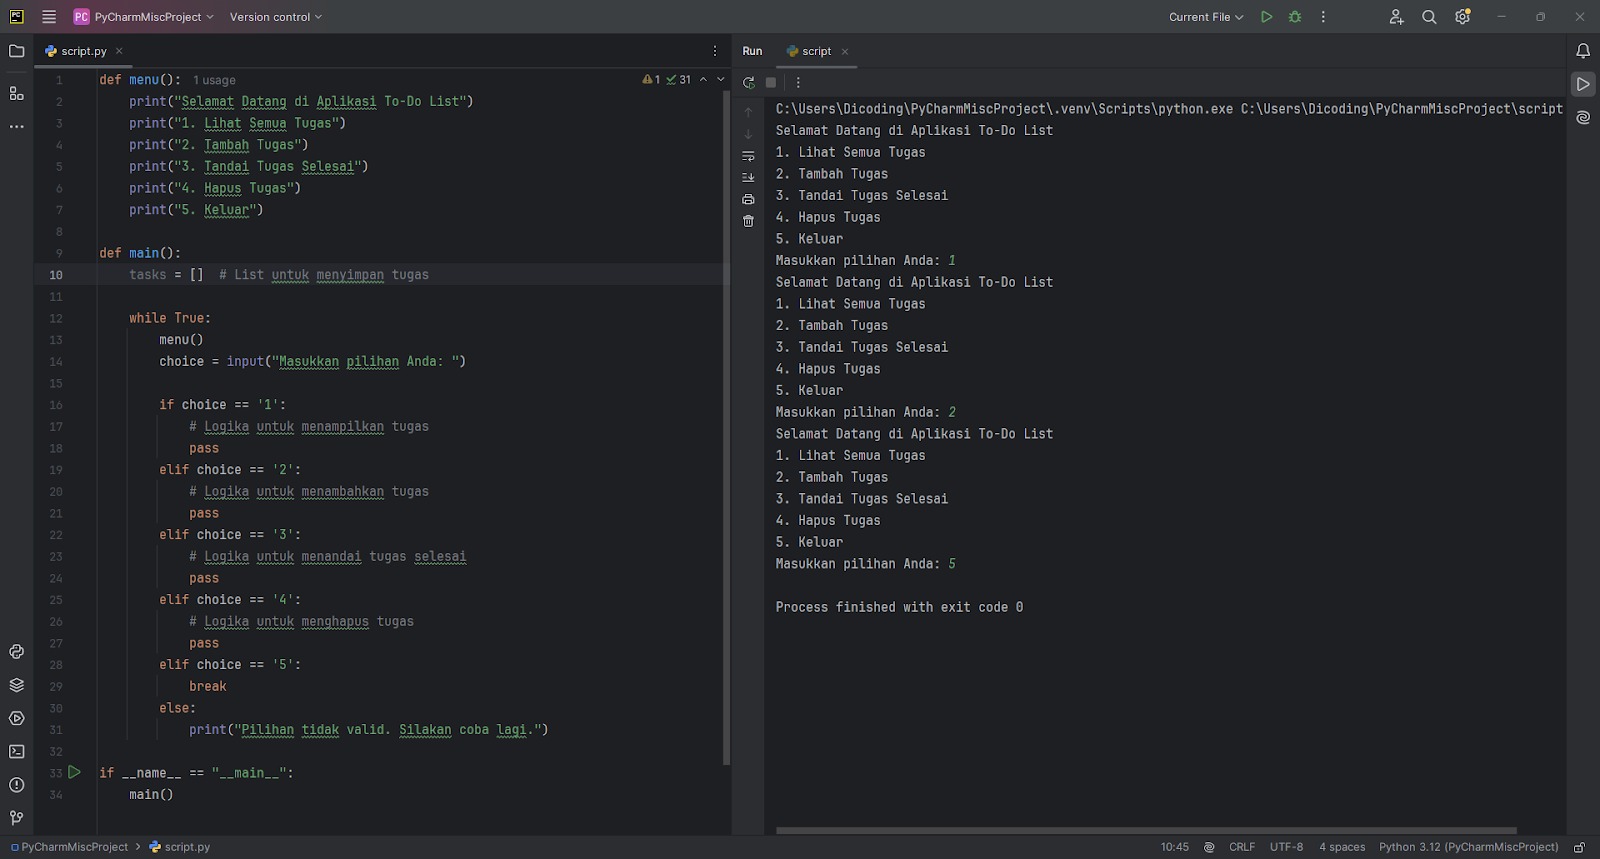 PC PyCharmMiscProject Version control Current File
script.py
1 def menu(): 1 usage 1 31
2 print("Selamat Datang di Aplikasi To-Do List")
3 print("1. Lihat Semua Tugas")
4 print("2. Tambah Tugas")
5 print("3. Tandai Tugas Selesai")
6 print("4. Hapus Tugas")
7 print("5. Keluar")
8
9 def main():
10 tasks = [] # List untuk menyimpan tugas
11
12 while True:
13 menu()
14 choice = input("Masukkan pilihan Anda: ")
15
16 if choice == '1':
17 # Logika untuk menampilkan tugas
18 pass
19 elif choice == '2':
20 # Logika untuk menambahkan tugas
21 pass
22 elif choice == '3':
23 # Logika untuk menandai tugas selesai
24 pass
25 elif choice == '4':
26 # Logika untuk menghapus tugas
27 pass
28 elif choice == '5':
29 break
30 else:
31 print("Pilihan tidak valid. Silakan coba lagi.")
32
33 if __name__ == "__main__":
34 main()
Run script
C:\Users\Dicoding\PyCharmMiscProject\.venv\Scripts\python.exe C:\Users\Dicoding\PyCharmMiscProject\script
Selamat Datang di Aplikasi To-Do List
1. Lihat Semua Tugas
2. Tambah Tugas
3. Tandai Tugas Selesai
4. Hapus Tugas
5. Keluar
Masukkan pilihan Anda: 1
Selamat Datang di Aplikasi To-Do List
1. Lihat Semua Tugas
2. Tambah Tugas
3. Tandai Tugas Selesai
4. Hapus Tugas
5. Keluar
Masukkan pilihan Anda: 2
Selamat Datang di Aplikasi To-Do List
1. Lihat Semua Tugas
2. Tambah Tugas
3. Tandai Tugas Selesai
4. Hapus Tugas
5. Keluar
Masukkan pilihan Anda: 5
Process finished with exit code 0
PyCharmMiscProject > script.py 10:45 CRLF UTF-8 4 spaces Python 3.12 (PyCharmMiscProject)